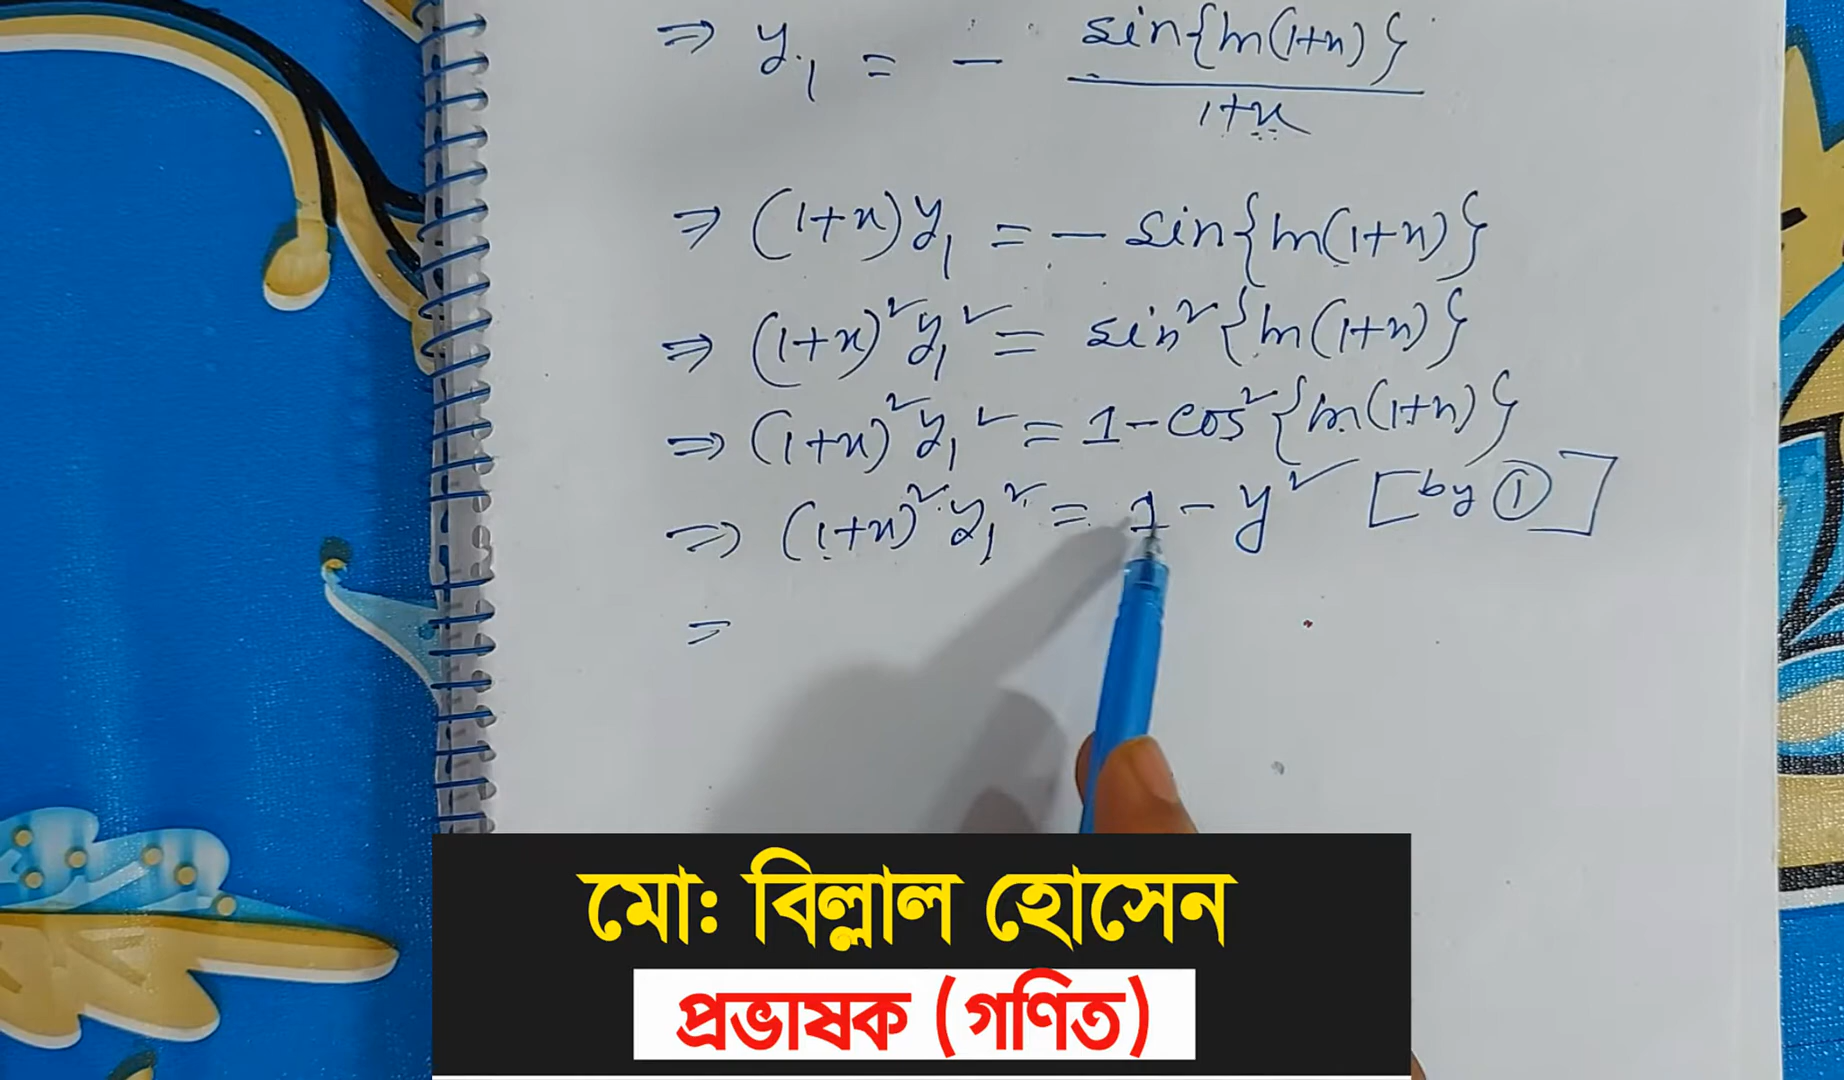 ⇒ y₁ = - sin{m(1+x)} / 1+x
⇒ (1+x)y₁ = - sin{m(1+x)}
⇒ (1+x)²y₁² = sin²{m(1+x)}
⇒ (1+x)²y₁² = 1-cos²{m(1+x)}
⇒ (1+x)²y₁² = 1-y² [by ①]
⇒
মো: বিল্লাল হোসেন
প্রভাষক (গণিত)